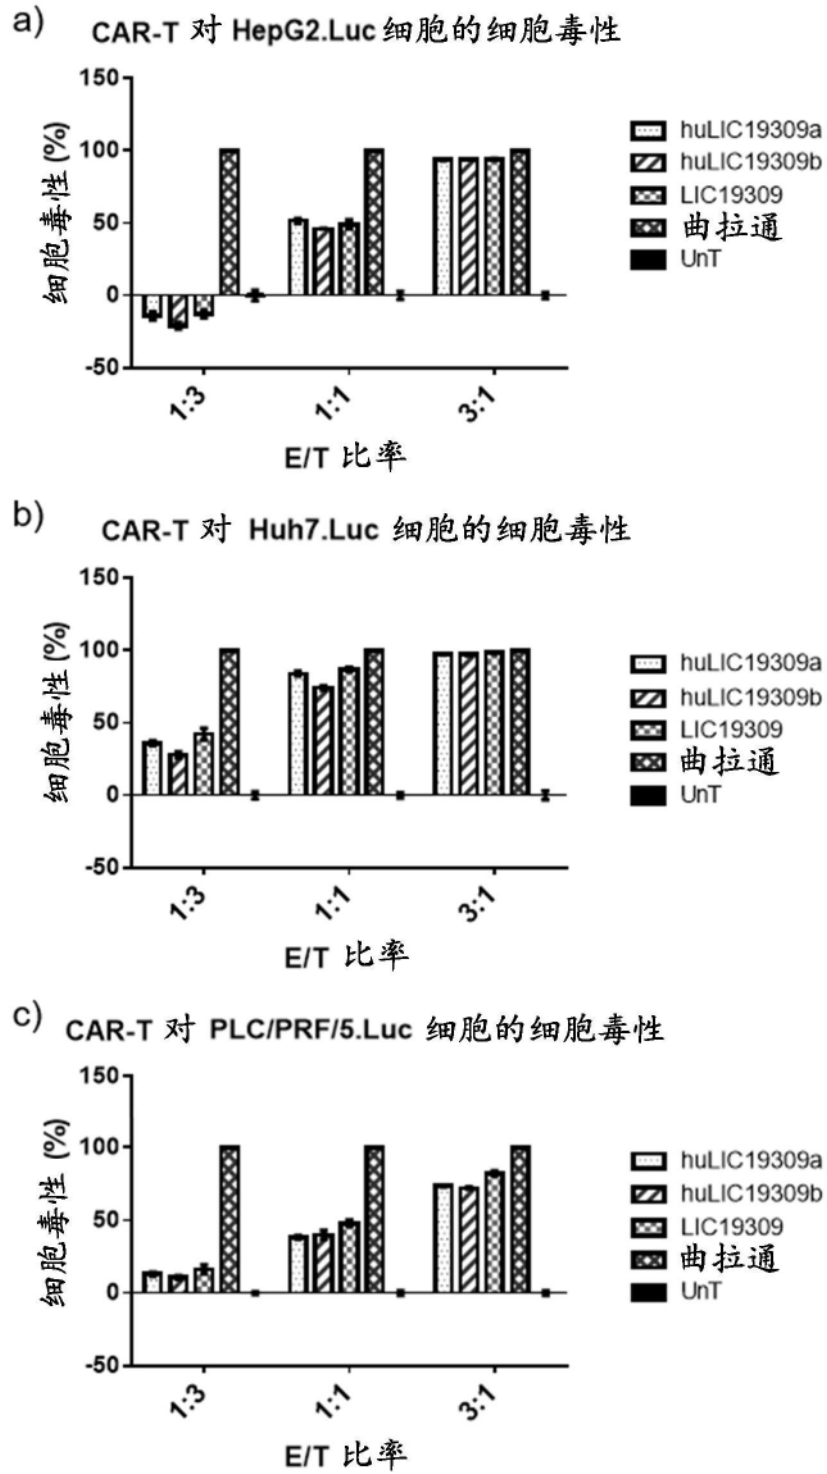 a)
CAR-T 对 HepG2.Luc 细胞的细胞毒性
细胞毒性 (%)
150
100
50
0
-50
1:3
1:1
3:1
E/T 比率
huLIC19309a
huLIC19309b
LIC19309
曲拉通
UnT
b)
CAR-T 对 Huh7.Luc 细胞的细胞毒性
细胞毒性 (%)
150
100
50
0
-50
1:3
1:1
3:1
E/T 比率
huLIC19309a
huLIC19309b
LIC19309
曲拉通
UnT
c)
CAR-T 对 PLC/PRF/5.Luc 细胞的细胞毒性
细胞毒性 (%)
150
100
50
0
-50
1:3
1:1
3:1
E/T 比率
huLIC19309a
huLIC19309b
LIC19309
曲拉通
UnT